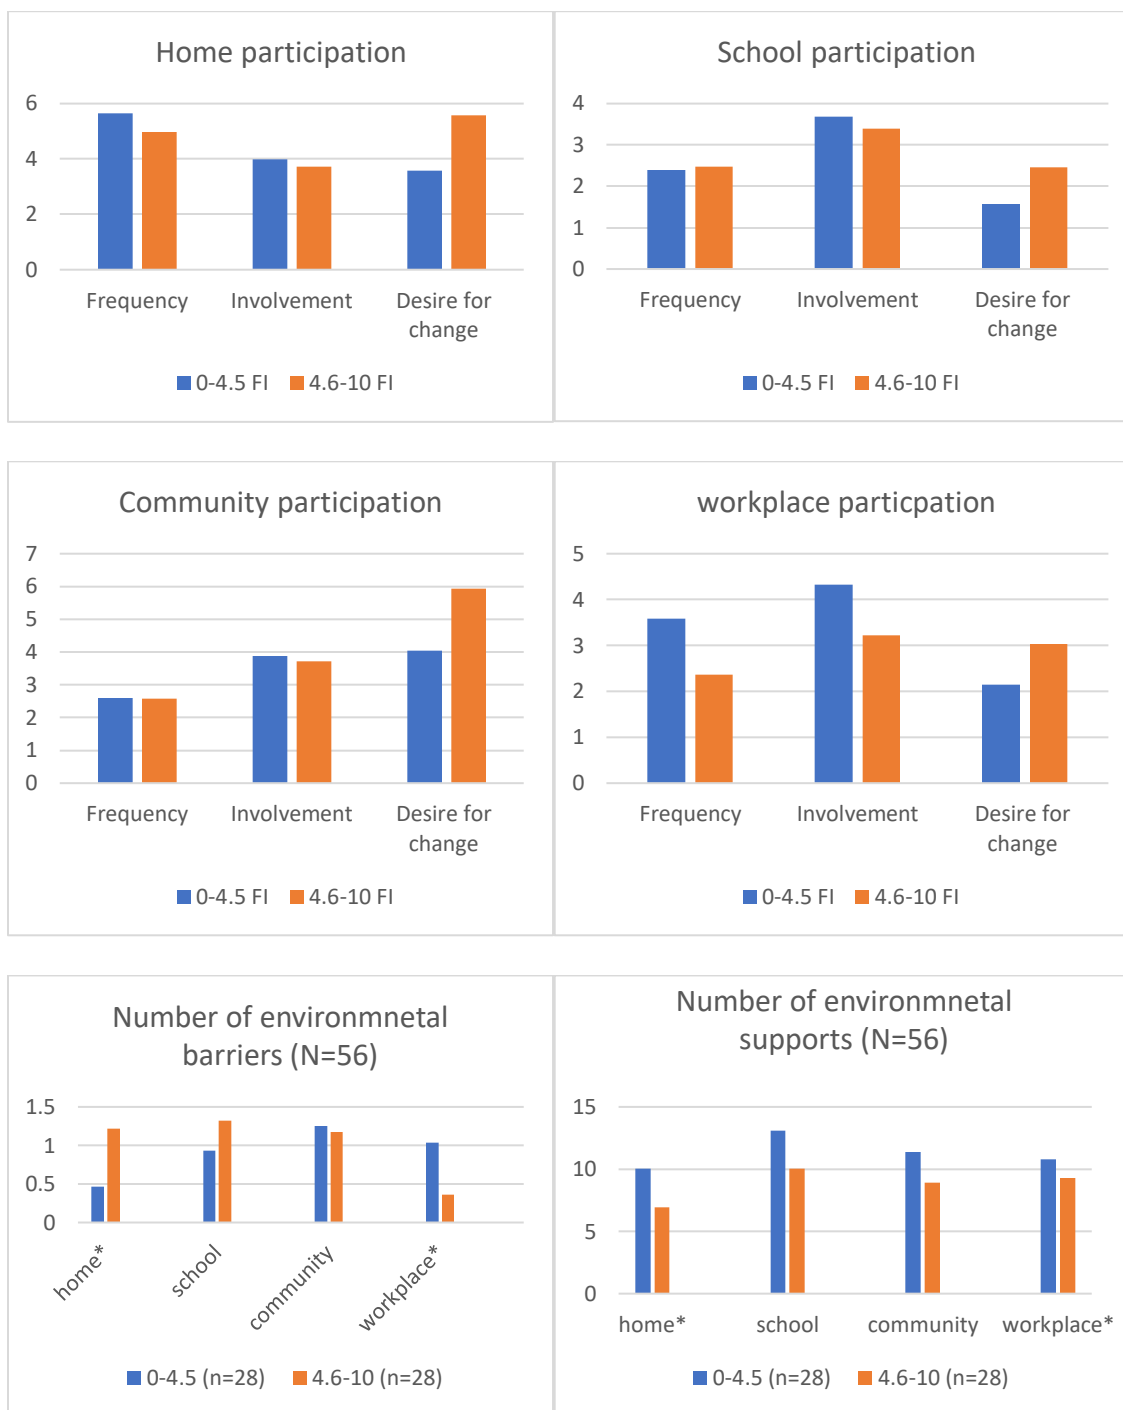 Home participation
6
4
2
0
Frequency Involvement Desire for
change
0-4.5 FI 4.6-10 FI
School participation
4
3
2
1
0
Frequency Involvement Desire for
change
0-4.5 FI 4.6-10 FI
Community participation
7
6
5
4
3
2
1
0
Frequency Involvement Desire for
change
0-4.5 FI 4.6-10 FI
workplace particpation
5
4
3
2
1
0
Frequency Involvement Desire for
change
0-4.5 FI 4.6-10 FI
Number of environmnetal
barriers (N=56)
1.5
1
0.5
0
home* school community workplace*
0-4.5 (n=28) 4.6-10 (n=28)
Number of environmnetal
supports (N=56)
15
10
5
0
home* school community workplace*
0-4.5 (n=28) 4.6-10 (n=28)